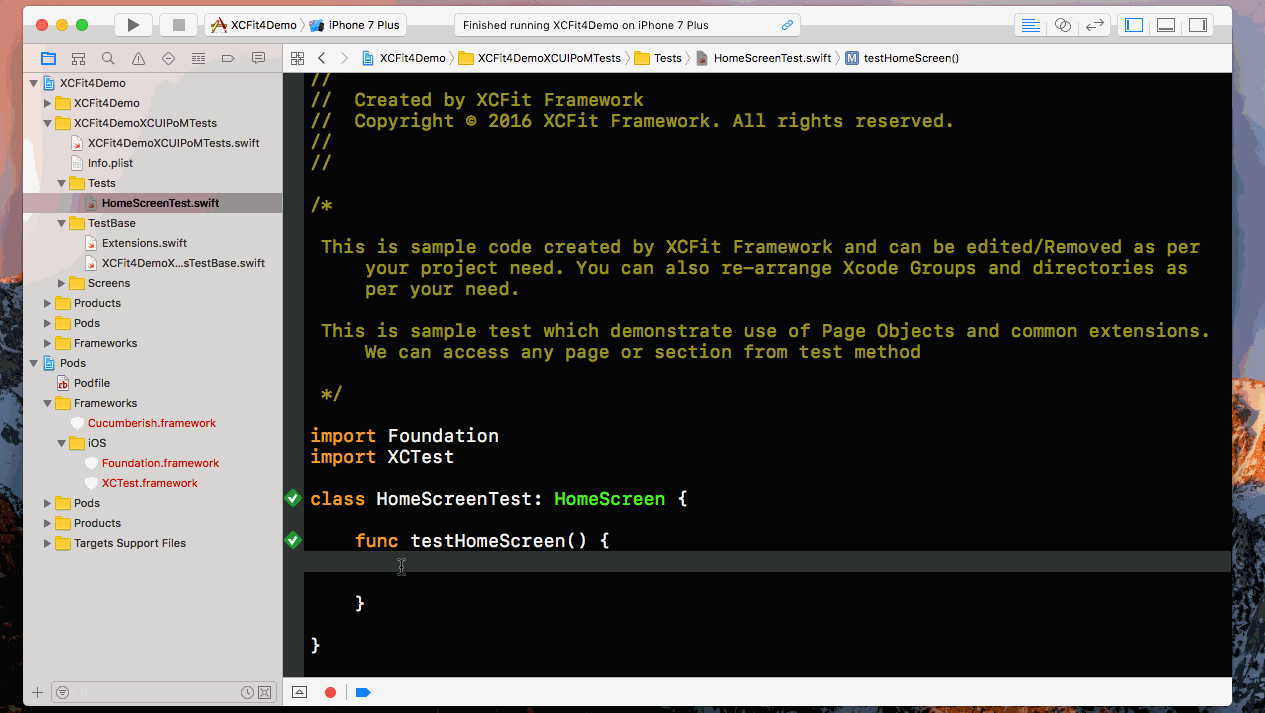 XCFit4Demo
iPhone 7 Plus
Finished running XCFit4Demo on iPhone 7 Plus
XCFit4Demo
XCFit4DemoXCUIPoMTests
Tests
HomeScreenTest.swift
M
testHomeScreen()
XCFit4Demo
XCFit4Demo
XCFit4DemoXCUIPoMTests
XCFit4DemoXCUIPoMTests.swift
Info.plist
Tests
HomeScreenTest.swift
TestBase
Extensions.swift
XCFit4DemoX...sTestBase.swift
Screens
Products
Pods
Frameworks
Pods
rb
Podfile
Frameworks
Cucumberish.framework
iOS
Foundation.framework
XCTest.framework
Pods
Products
Targets Support Files
//
//  Created by XCFit Framework
//  Copyright © 2016 XCFit Framework. All rights reserved.
//
//
/*
This is sample code created by XCFit Framework and can be edited/Removed as per
your project need. You can also re-arrange Xcode Groups and directories as
per your need.
This is sample test which demonstrate use of Page Objects and common extensions.
We can access any page or section from test method
*/
import Foundation
import XCTest
class HomeScreenTest: HomeScreen {
func testHomeScreen() {
}
}